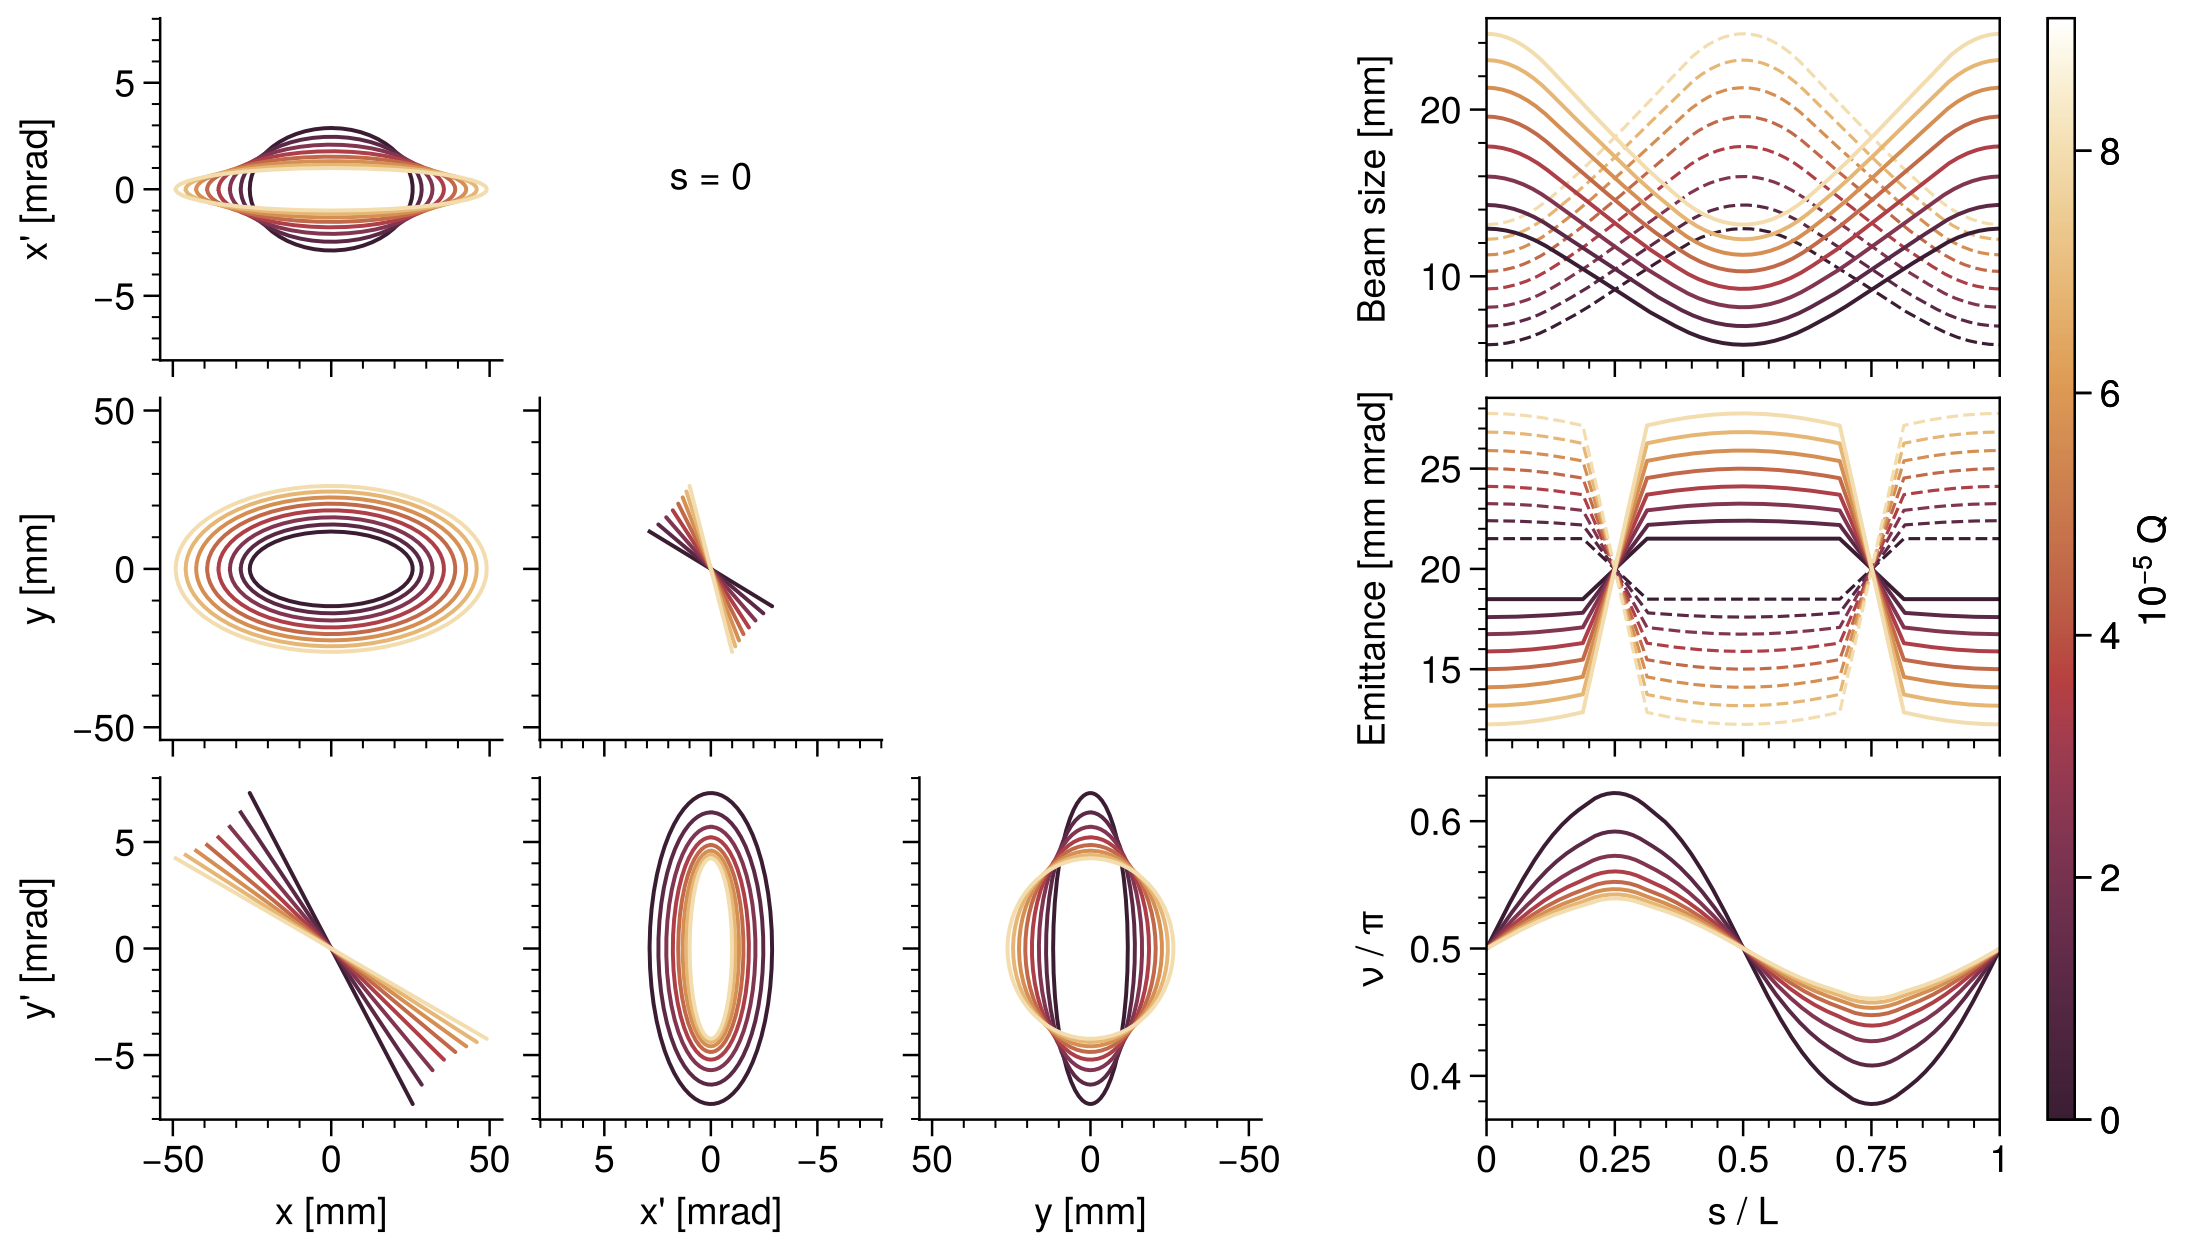 x' [mrad]
5
0
−5
s = 0
y [mm]
50
0
−50
y' [mrad]
5
0
−5
−50 0 50
x [mm]
5 0 −5
x' [mrad]
50 0 −50
y [mm]
Beam size [mm]
20
10
Emittance [mm mrad]
25
20
15
ν / π
0.6
0.5
0.4
0 0.25 0.5 0.75 1
s / L
8
6
4
2
0
10⁻⁵ Q